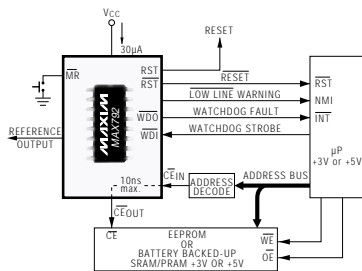 VCC
30μA
RESET
MR
RST
RST
RESET
RST
LOW LINE WARNING
NMI
MAXIM
MAX792
WDO
WATCHDOG FAULT
INT
REFERENCE
OUTPUT
WDI
WATCHDOG STROBE
μP
+3V or +5V
10ns
max.
CEIN
ADDRESS
DECODE
ADDRESS BUS
CEOUT
CE
EEPROM
OR
BATTERY BACKED-UP
SRAM/PRAM +3V OR +5V
WE
OE